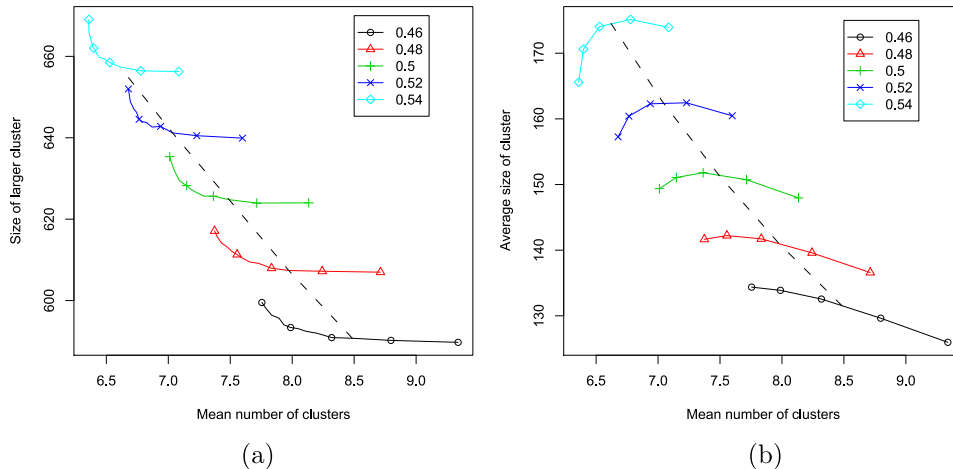 0.46
0.48
0.5
0.52
0.54
660
640
620
600
Size of larger cluster
6.5 7.0 7.5 8.0 8.5 9.0
Mean number of clusters
(a)
0.46
0.48
0.5
0.52
0.54
170
160
150
140
130
Average size of cluster
6.5 7.0 7.5 8.0 8.5 9.0
Mean number of clusters
(b)